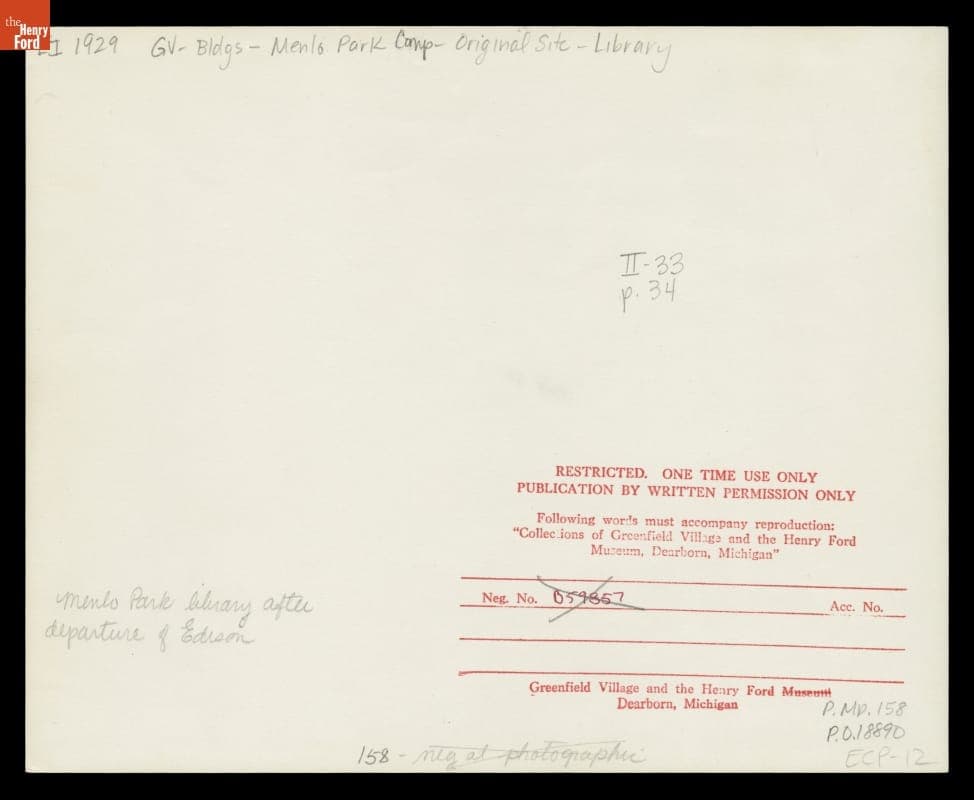 the
Henry
Ford
EI 1929 GV- Bldgs - Menlo Park Comp- Original Site - Library
II-33
p. 34
RESTRICTED. ONE TIME USE ONLY
PUBLICATION BY WRITTEN PERMISSION ONLY
Following words must accompany reproduction:
"Collections of Greenfield Village and the Henry Ford
Museum, Dearborn, Michigan"
Neg. No. 059857
Acc. No.
Menlo Park library after
departure of Edison
Greenfield Village and the Henry Ford Museum
Dearborn, Michigan
P.MP.158
P.O.18890
158 - neg at photographic
ECP-12